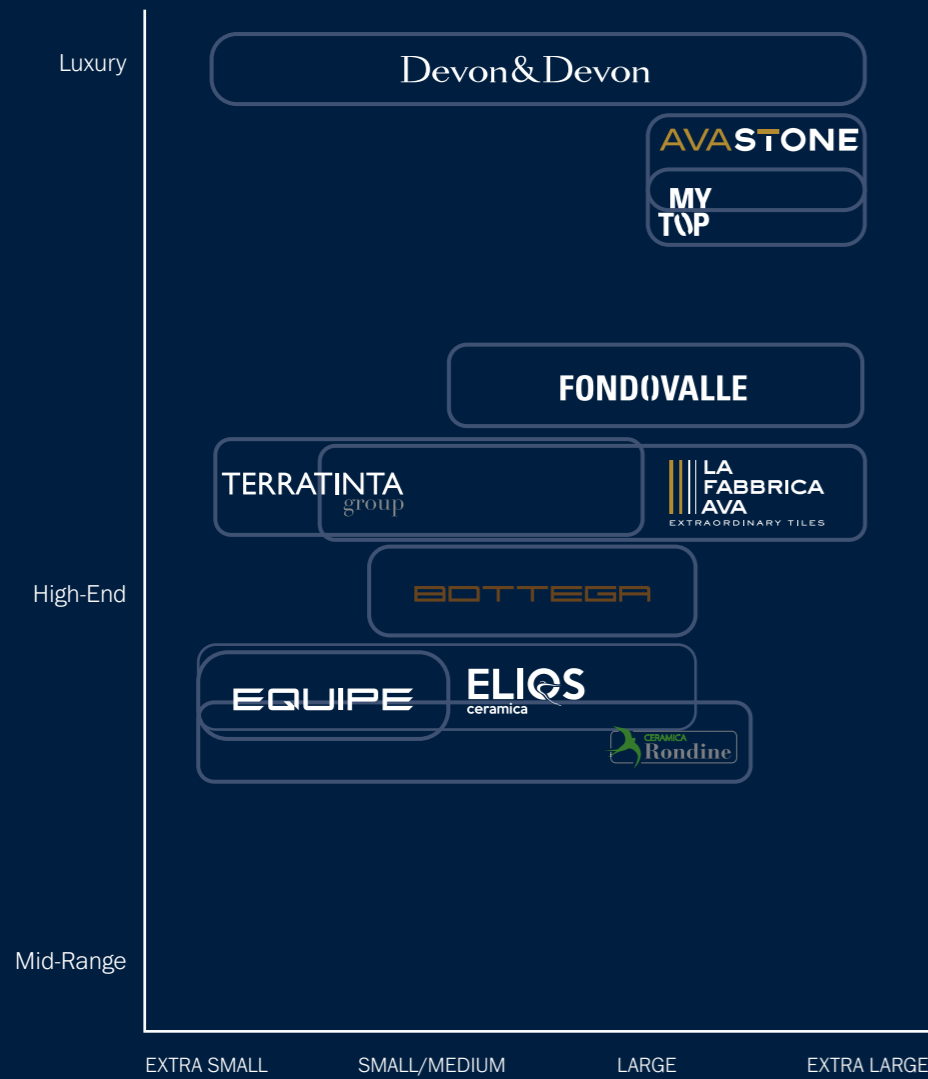 Luxury
Devon&Devon
AVASTONE
MY
TOP
FONDOVALLE
TERRATINTA
group
LA
FABBRICA
AVA
EXTRAORDINARY TILES
High-End
BOTTEGA
EQUIPE
ELIOS
ceramica
CERAMICA
Rondine
Mid-Range
EXTRA SMALL SMALL/MEDIUM LARGE EXTRA LARGE